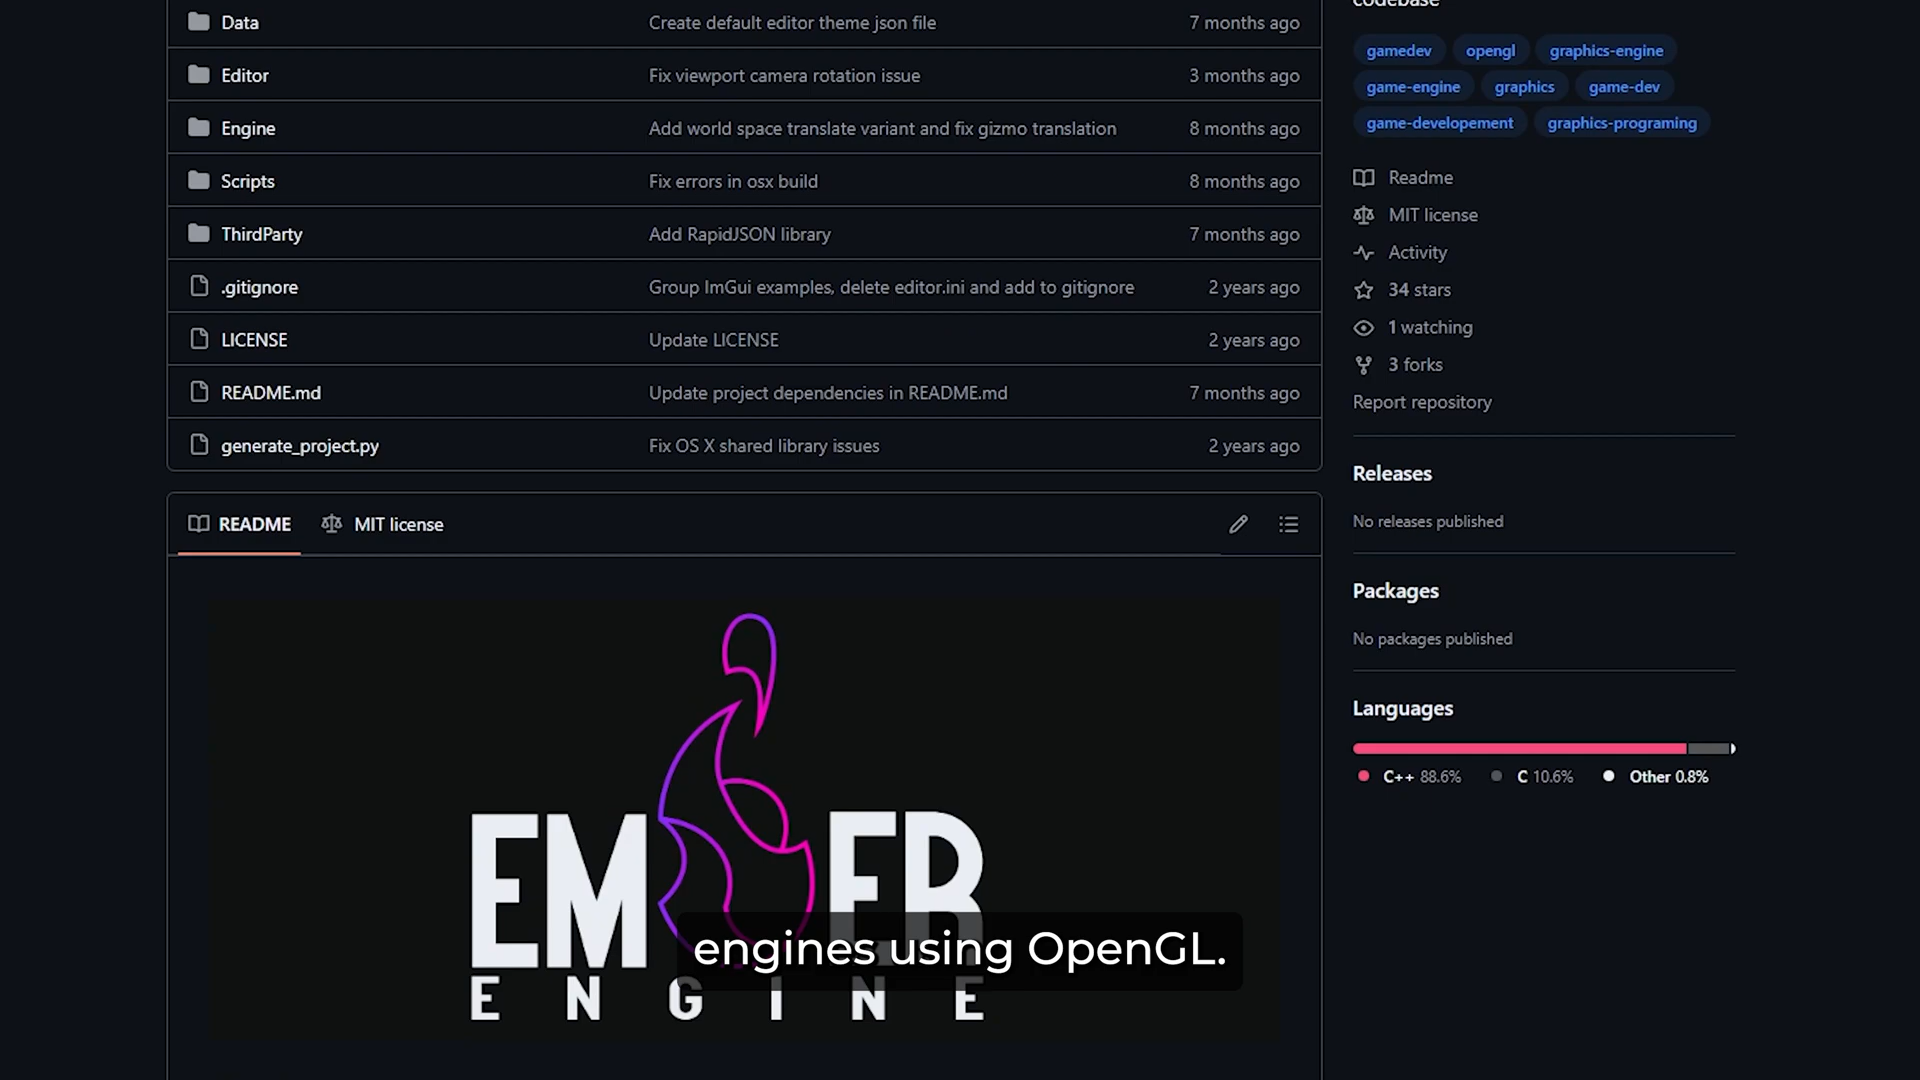 codebase
Data Create default editor theme json file 7 months ago
Editor Fix viewport camera rotation issue 3 months ago
Engine Add world space translate variant and fix gizmo translation 8 months ago
Scripts Fix errors in osx build 8 months ago
ThirdParty Add RapidJSON library 7 months ago
.gitignore Group ImGui examples, delete editor.ini and add to gitignore 2 years ago
LICENSE Update LICENSE 2 years ago
README.md Update project dependencies in README.md 7 months ago
generate_project.py Fix OS X shared library issues 2 years ago
README MIT license
EM ER
ENGINE
engines using OpenGL.
gamedev opengl graphics-engine
game-engine graphics game-dev
game-developement graphics-programing
Readme
MIT license
Activity
34 stars
1 watching
3 forks
Report repository
Releases
No releases published
Packages
No packages published
Languages
C++ 88.6% C 10.6% Other 0.8%